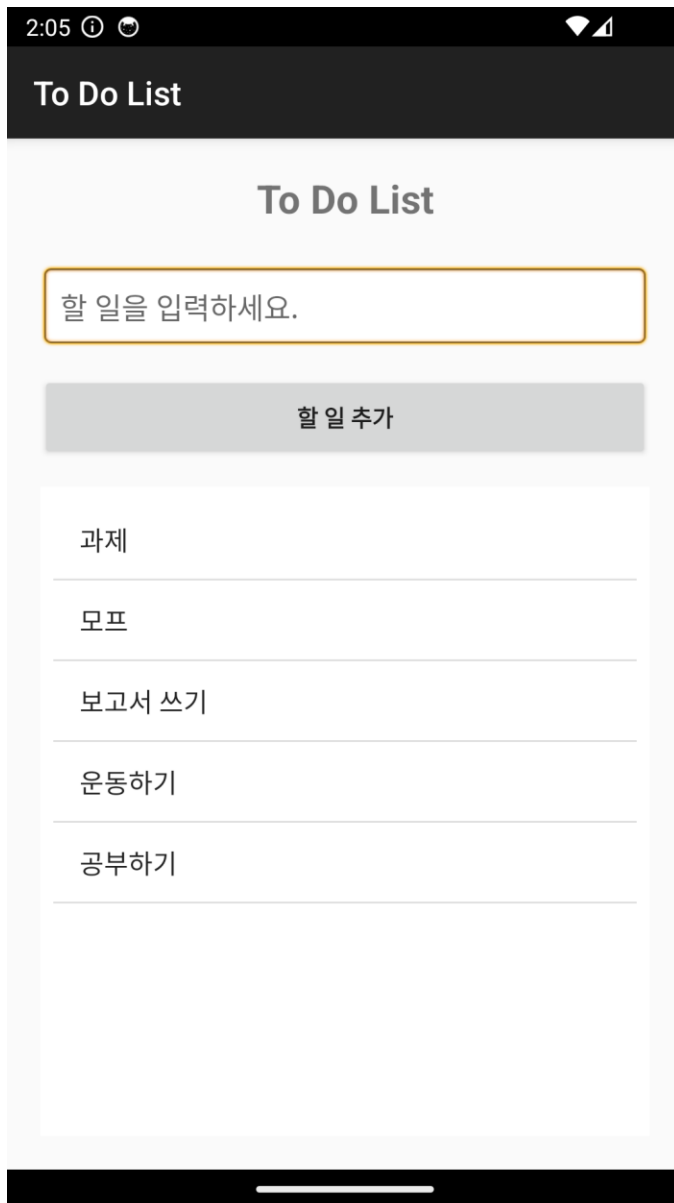 2:05
To Do List
To Do List
할 일을 입력하세요.
할 일 추가
과제
모프
보고서 쓰기
운동하기
공부하기